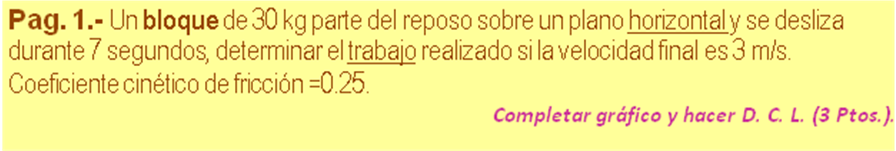 Pag. 1.- Un bloque de 30 kg parte del reposo sobre un plano horizontal y se desliza
durante 7 segundos, determinar el trabajo realizado si la velocidad final es 3 m/s.
Coeficiente cinético de fricción =0.25.
Completar gráfico y hacer D. C. L. (3 Ptos.).